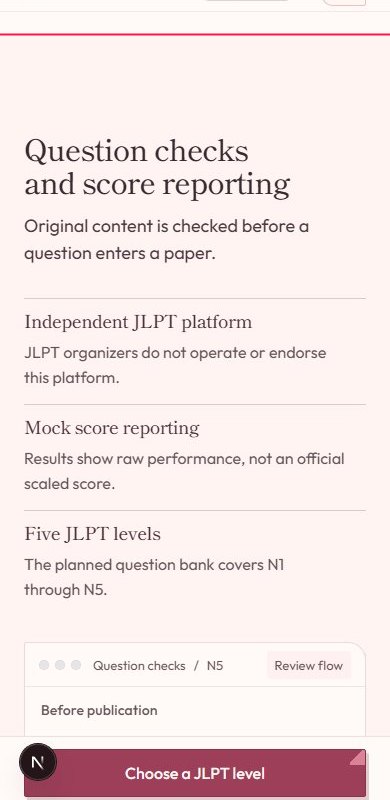 Question checks
and score reporting
Original content is checked before a
question enters a paper.
Independent JLPT platform
JLPT organizers do not operate or endorse
this platform.
Mock score reporting
Results show raw performance, not an official
scaled score.
Five JLPT levels
The planned question bank covers N1
through N5.
Question checks / N5 Review flow
Before publication
N
Choose a JLPT level